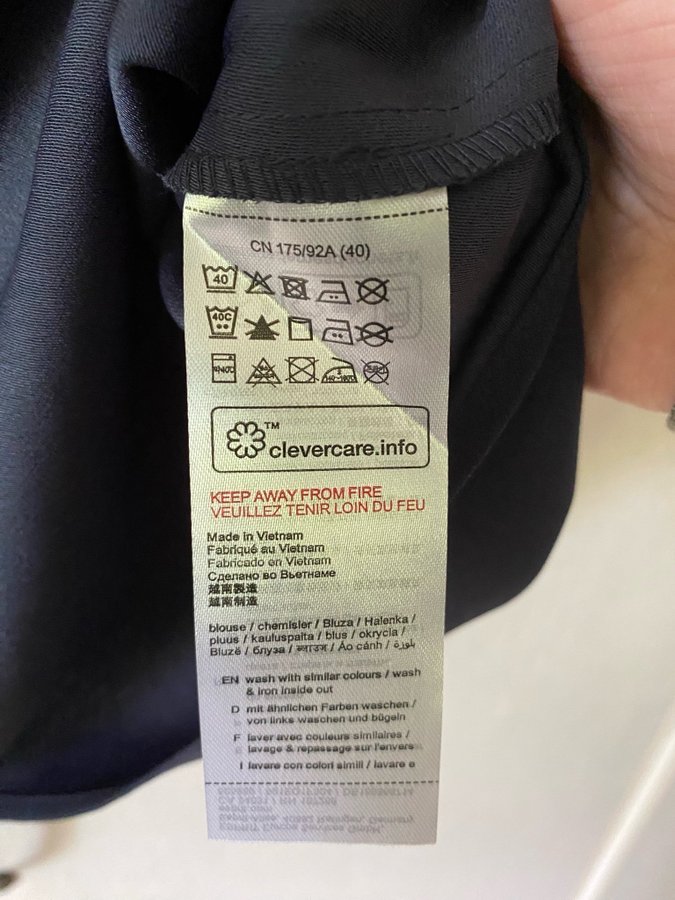 CN 175/92A (40)
40
40C
™
clevercare.info
KEEP AWAY FROM FIRE
VEUILLEZ TENIR LOIN DU FEU
Made in Vietnam
Fabriqué au Vietnam
Fabricado en Vietnam
Сделано во Вьетнаме
越南製造
越南制造
blouse / chemisier / Bluza / Halenka /
pluus / kauluspaita / blus / okrycia /
Bluzë / блуза / ब्लाउज / Áo cánh / بلوزة
EN wash with similar colours / wash
& iron inside out
D mit ähnlichen Farben waschen /
von links waschen und bügeln
F laver avec couleurs similaires /
lavage & repassage sur l'envers
I lavare con colori simili / lavare e